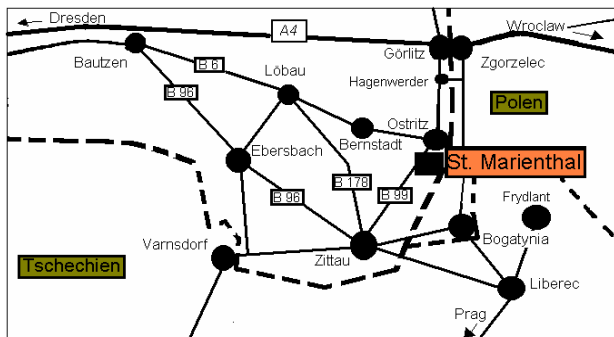 Dresden
A4
Wroclaw
Görlitz
Zgorzelec
Bautzen
B 6
Löbau
Hagenwerder
B 96
Polen
Ostritz
Bernstadt
Ebersbach
St. Marienthal
B 178
B 99
Frydlant
B 96
Varnsdorf
Zittau
Bogatynia
Tschechien
Liberec
Prag